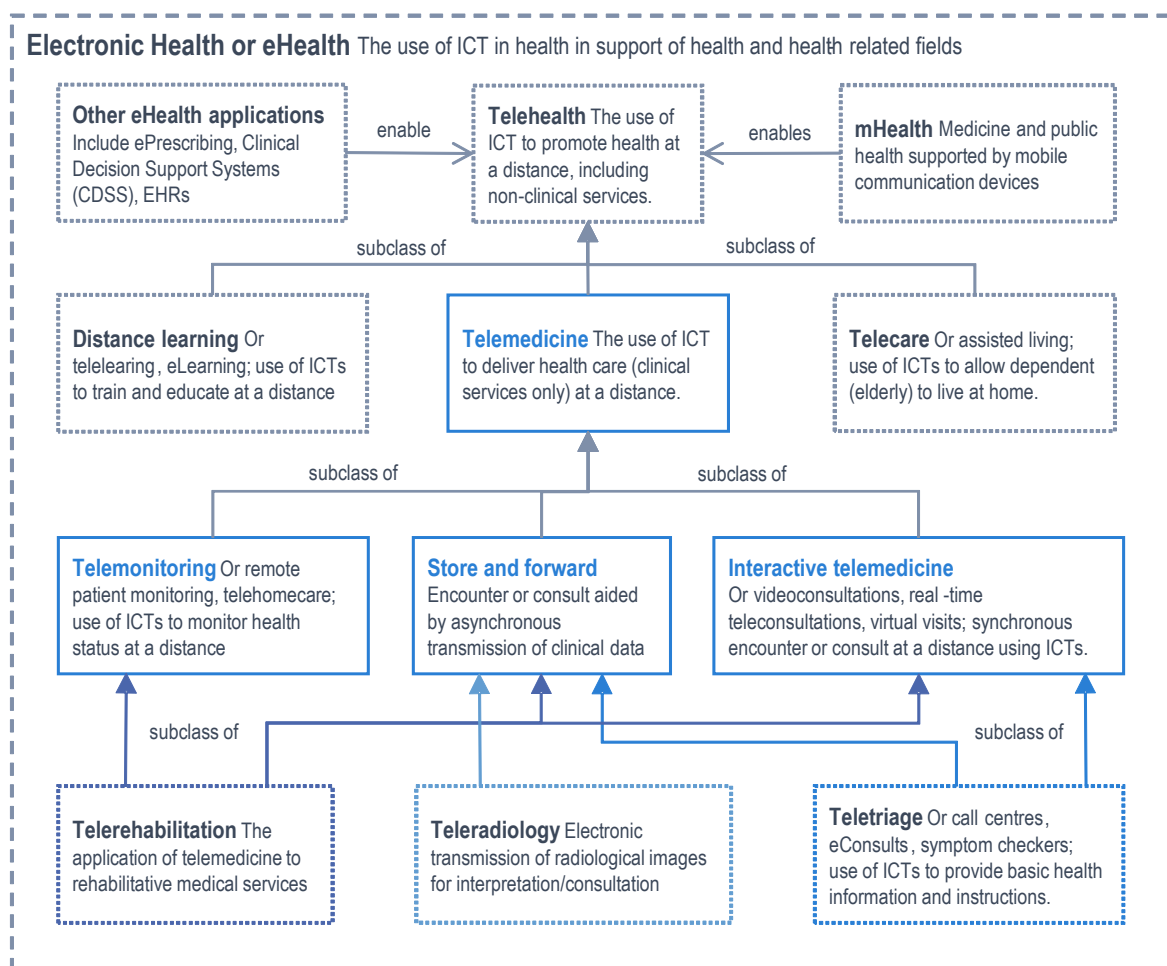 Electronic Health or eHealth The use of ICT in health in support of health and health related fields
Other eHealth applications
Include ePrescribing, Clinical
Decision Support Systems
(CDSS), EHRs
enable
Telehealth The use of
ICT to promote health at
a distance, including
non-clinical services.
enables
mHealth Medicine and public
health supported by mobile
communication devices
subclass of
subclass of
Distance learning Or
telelearing, eLearning; use of ICTs
to train and educate at a distance
Telemedicine The use of ICT
to deliver health care (clinical
services only) at a distance.
Telecare Or assisted living;
use of ICTs to allow dependent
(elderly) to live at home.
subclass of
subclass of
Telemonitoring Or remote
patient monitoring, telehomecare;
use of ICTs to monitor health
status at a distance
Store and forward
Encounter or consult aided
by asynchronous
transmission of clinical data
Interactive telemedicine
Or videoconsultations, real -time
teleconsultations, virtual visits; synchronous
encounter or consult at a distance using ICTs.
subclass of
subclass of
Telerehabilitation The
application of telemedicine to
rehabilitative medical services
Teleradiology Electronic
transmission of radiological images
for interpretation/consultation
Teletriage Or call centres,
eConsults, symptom checkers;
use of ICTs to provide basic health
information and instructions.